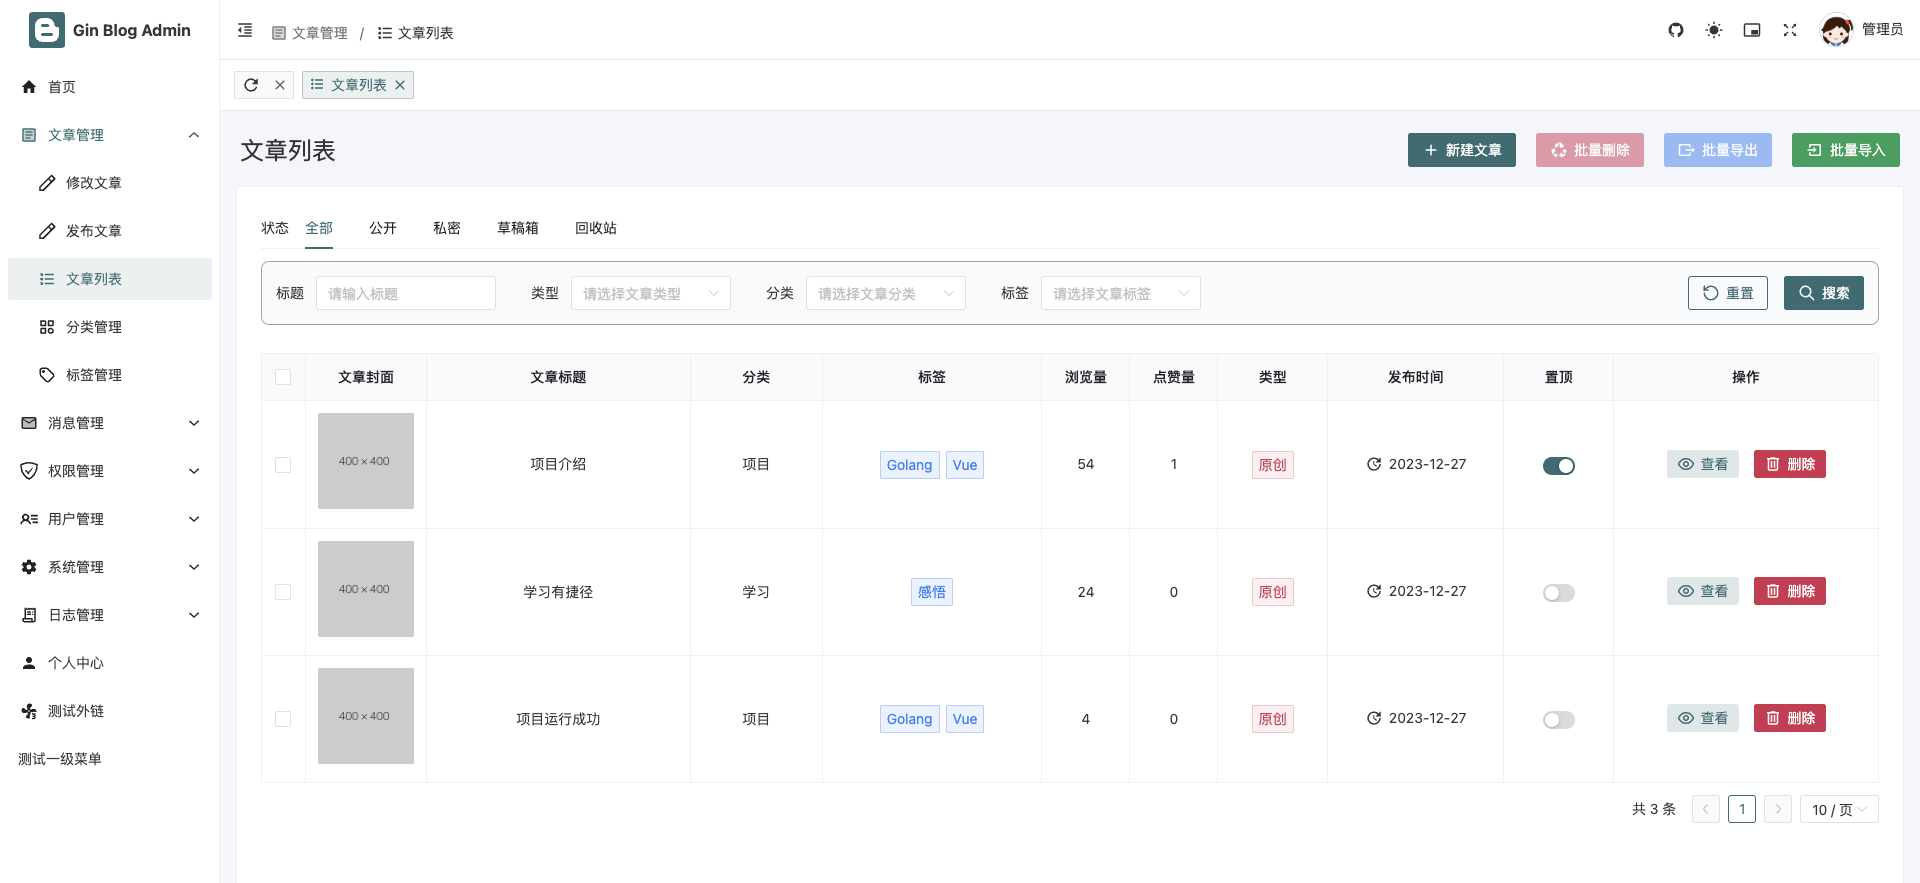 Gin Blog Admin
首页
文章管理
修改文章
发布文章
文章列表
分类管理
标签管理
消息管理
权限管理
用户管理
系统管理
日志管理
个人中心
测试外链
测试一级菜单
文章管理 / 文章列表
管理员
文章列表
文章列表
新建文章 批量删除 批量导出 批量导入
状态 全部 公开 私密 草稿箱 回收站
标题 请输入标题 类型 请选择文章类型 分类 请选择文章分类 标签 请选择文章标签 重置 搜索
文章封面 文章标题 分类 标签 浏览量 点赞量 类型 发布时间 置顶 操作
400 × 400 项目介绍 项目 Golang Vue 54 1 原创 2023-12-27 查看 删除
400 × 400 学习有捷径 学习 感悟 24 0 原创 2023-12-27 查看 删除
400 × 400 项目运行成功 项目 Golang Vue 4 0 原创 2023-12-27 查看 删除
共 3 条 1 10 / 页